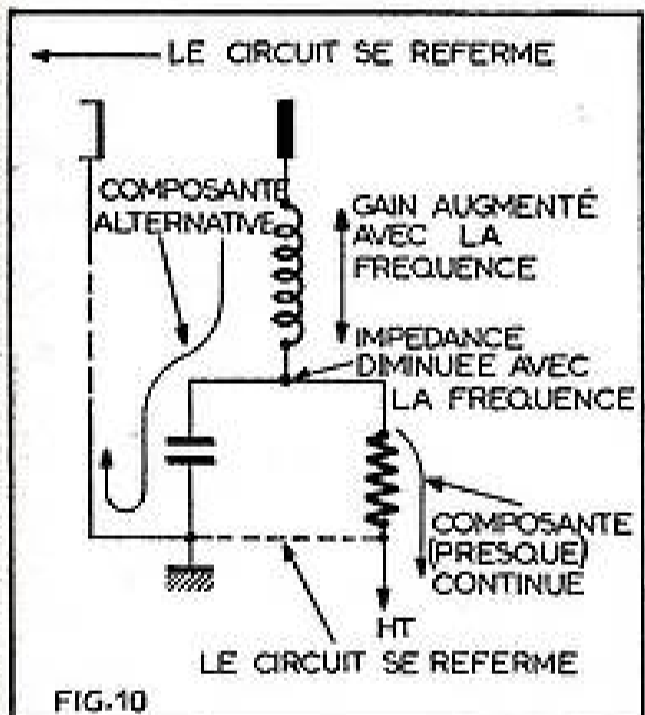 LE CIRCUIT SE REFERME
COMPOSANTE
ALTERNATIVE
GAIN AUGMENTÉ
AVEC LA
FREQUENCE
IMPEDANCE
DIMINUEE AVEC
LA FREQUENCE
COMPOSANTE
(PRESQUE)
CONTINUE
HT
LE CIRCUIT SE REFERME
FIG.10